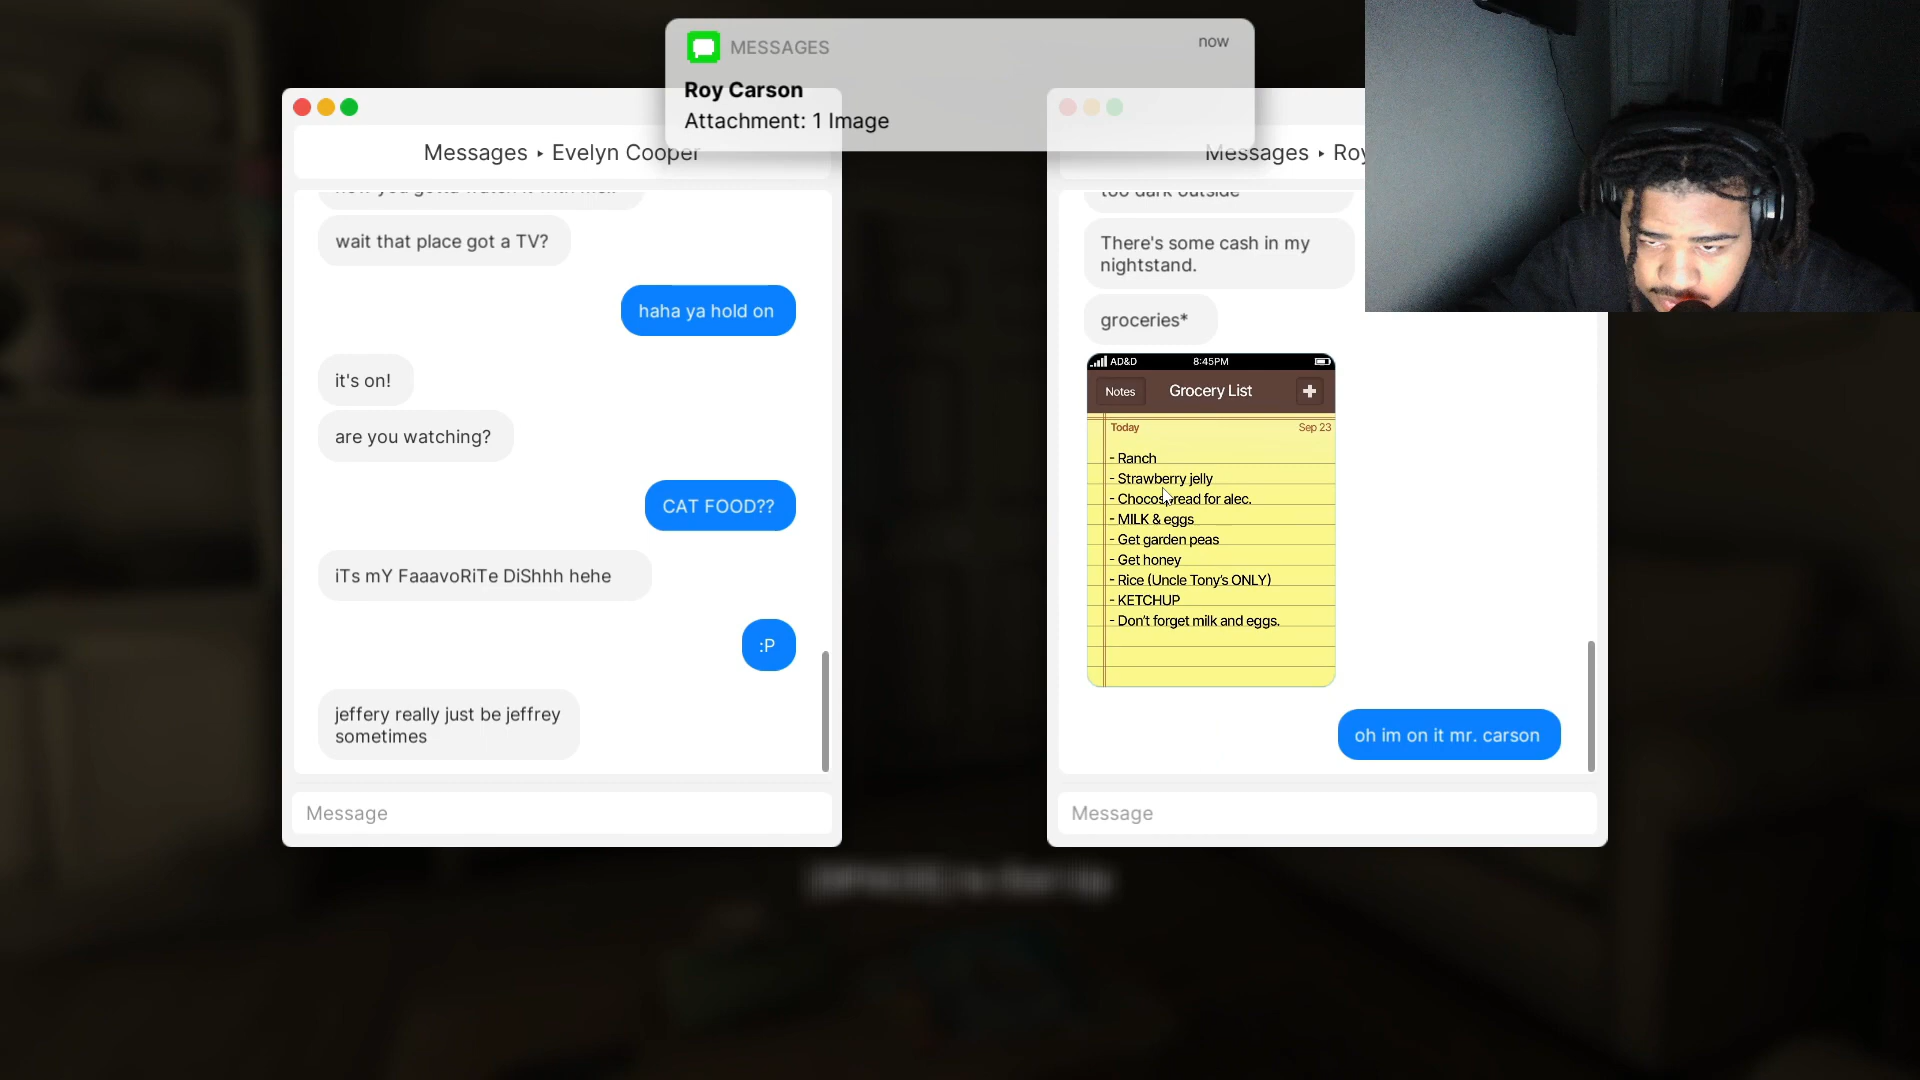 MESSAGES
now
Roy Carson
Attachment: 1 Image
Messages ‣ Evelyn Cooper
wait that place got a TV?
haha ya hold on
it's on!
are you watching?
CAT FOOD??
iTs mY FaaavoRiTe DiShhh hehe
:P
jeffery really just be jeffrey
sometimes
Message
Messages ‣ Roy
too dark outside
There's some cash in my
nightstand.
groceries*
AD&D
8:45PM
Notes
Grocery List
Today
Sep 23
- Ranch
- Strawberry jelly
- Chocospread for alec.
- MILK & eggs
- Get garden peas
- Get honey
- Rice (Uncle Tony's ONLY)
- KETCHUP
- Don't forget milk and eggs.
oh im on it mr. carson
Message